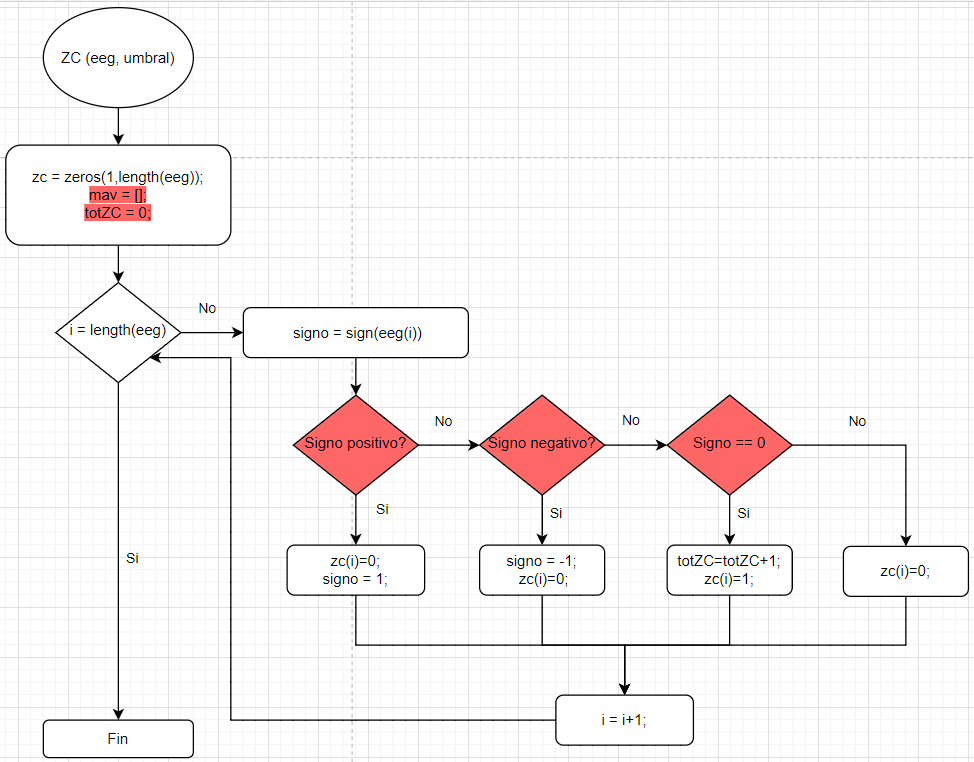 ZC (eeg, umbral)
zc = zeros(1,length(eeg));
mav = [];
totZC = 0;
i = length(eeg)
No
signo = sign(eeg(i))
Signo positivo?
No
Signo negativo?
No
Signo == 0
No
Si
Si
Si
Si
zc(i)=0;
signo = 1;
signo = -1;
zc(i)=0;
totZC=totZC+1;
zc(i)=1;
zc(i)=0;
i = i+1;
Fin